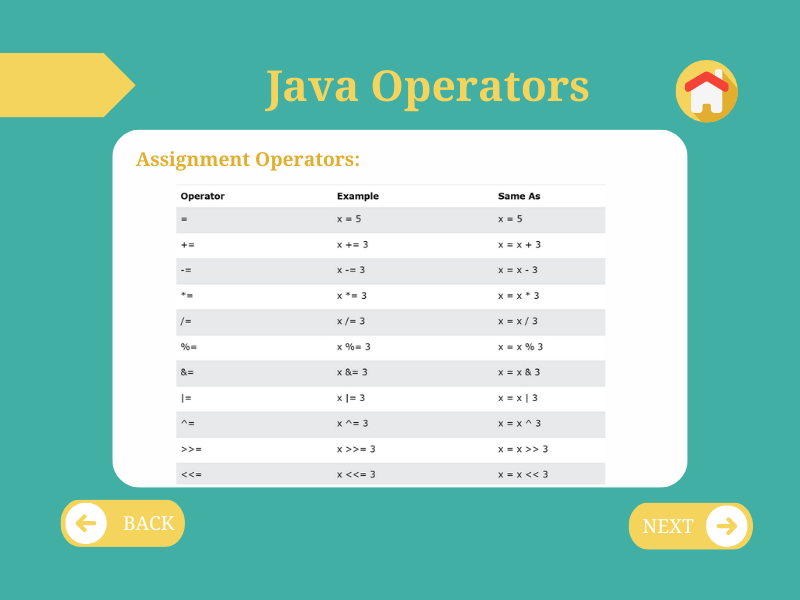 Java Operators
Assignment Operators:
Operator Example Same As
= x = 5 x = 5
+= x += 3 x = x + 3
-= x -= 3 x = x - 3
*= x *= 3 x = x * 3
/= x /= 3 x = x / 3
%= x %= 3 x = x % 3
&= x &= 3 x = x & 3
|= x |= 3 x = x | 3
^= x ^= 3 x = x ^ 3
>>= x >>= 3 x = x >> 3
<<= x <<= 3 x = x << 3
BACK
NEXT